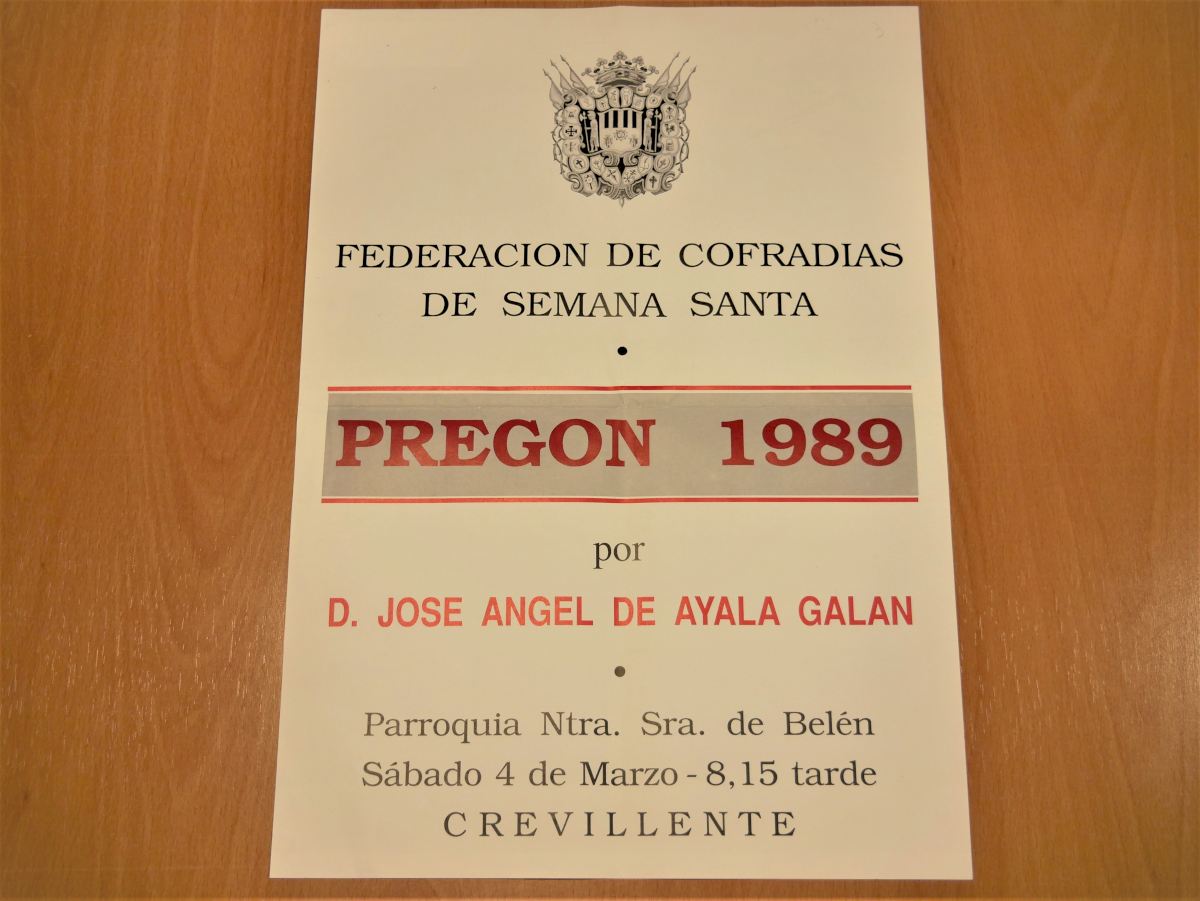 FEDERACION DE COFRADIAS
DE SEMANA SANTA
PREGON 1989
por
D. JOSE ANGEL DE AYALA GALAN
Parroquia Ntra. Sra. de Belén
Sábado 4 de Marzo - 8,15 tarde
CREVILLENTE